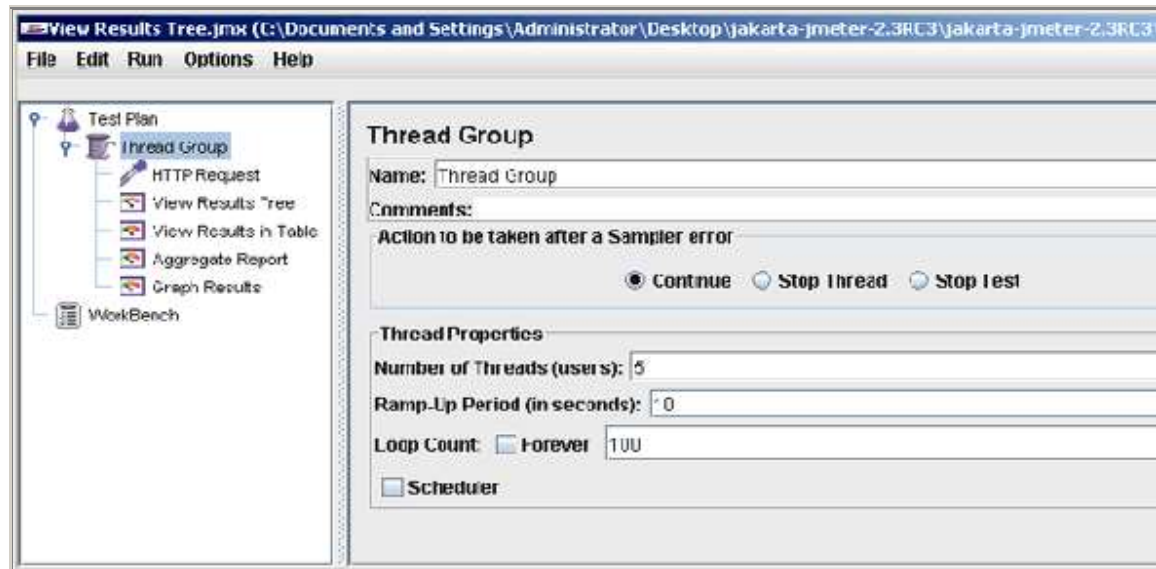 View Results Tree.jmx (C:\Documents and Settings\Administrator\Desktop\jakarta-jmeter-2.3RC3\jakarta-jmeter-2.3RC3\
File Edit Run Options Help
Test Plan
Thread Group
HTTP Request
View Results Tree
View Results in Table
Aggregate Report
Graph Results
WorkBench
Thread Group
Name: Thread Group
Comments:
Action to be taken after a Sampler error
Continue Stop Thread Stop Test
Thread Properties
Number of Threads (users): 5
Ramp-Up Period (in seconds): 10
Loop Count: Forever 100
Scheduler